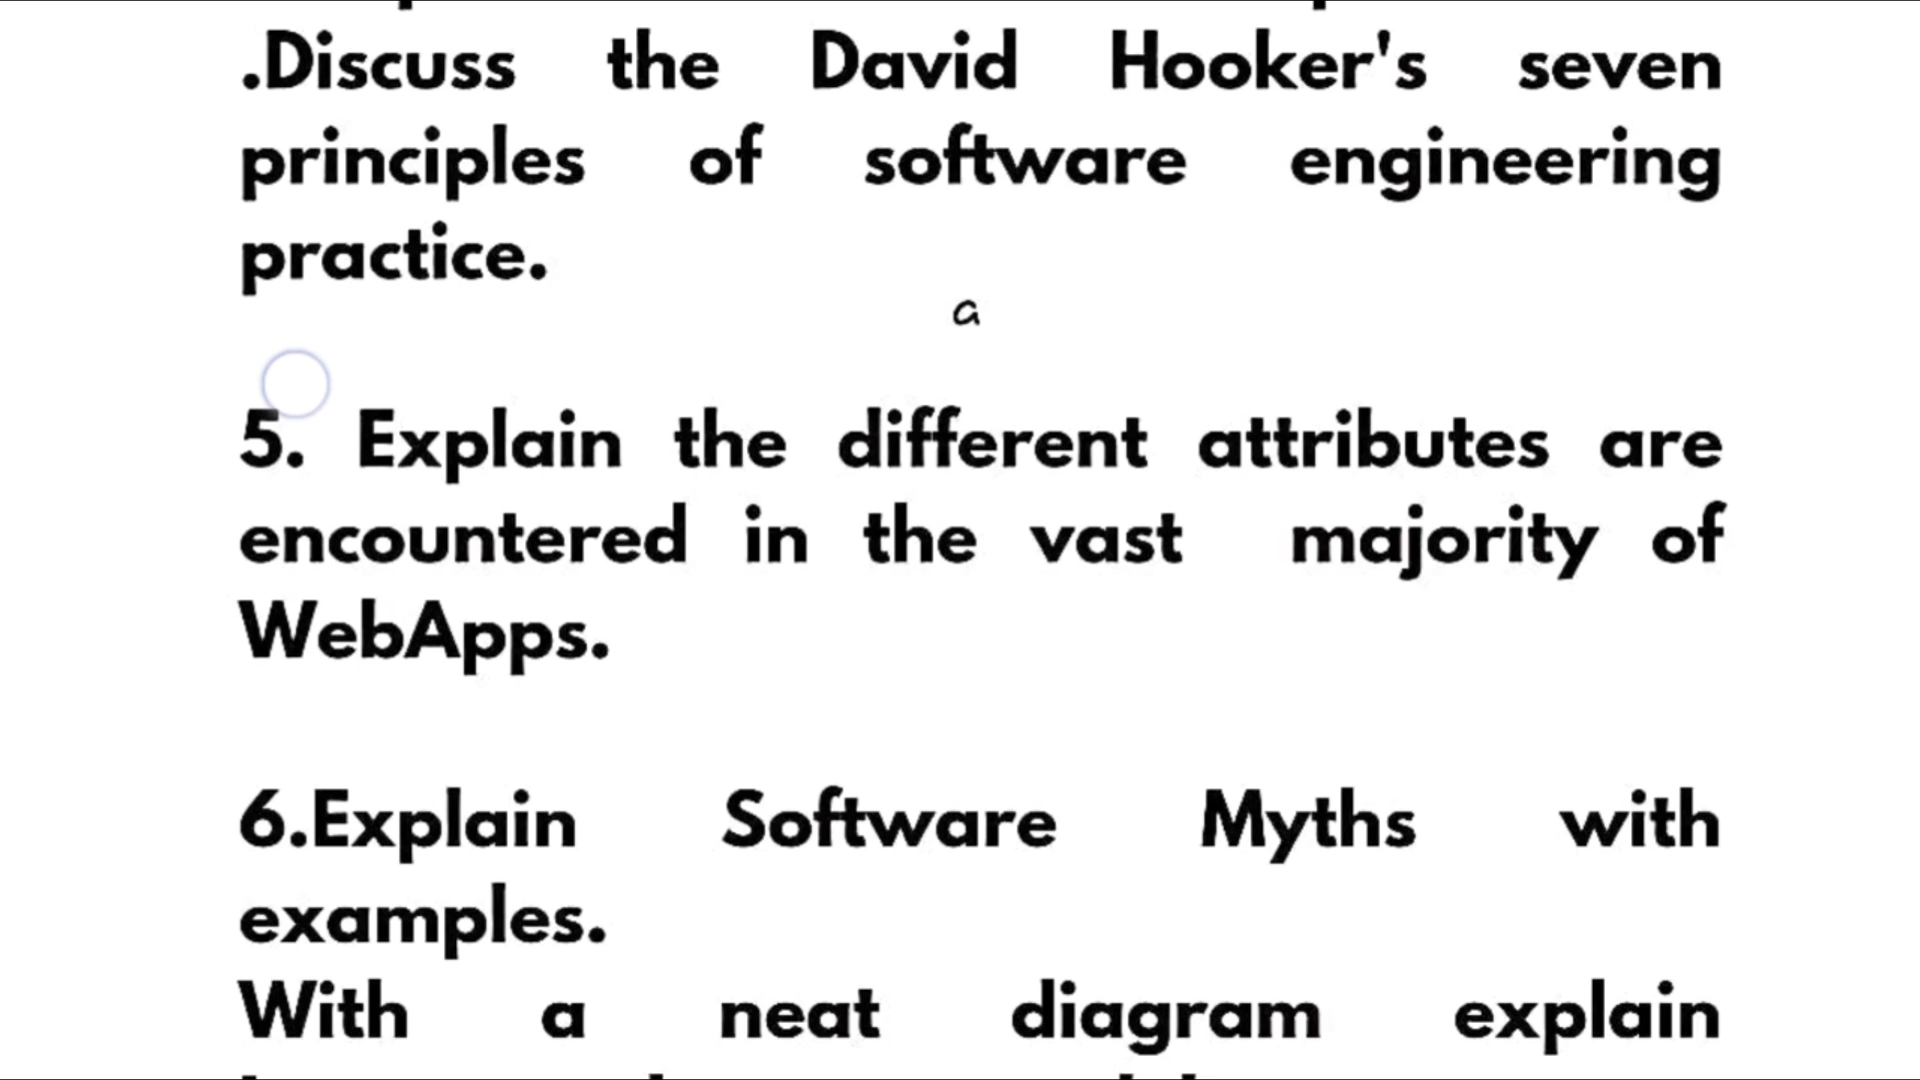 .Discuss the David Hooker's seven
principles of software engineering
practice.
a
5. Explain the different attributes are
encountered in the vast majority of
WebApps.
6.Explain Software Myths with
examples.
With a neat diagram explain